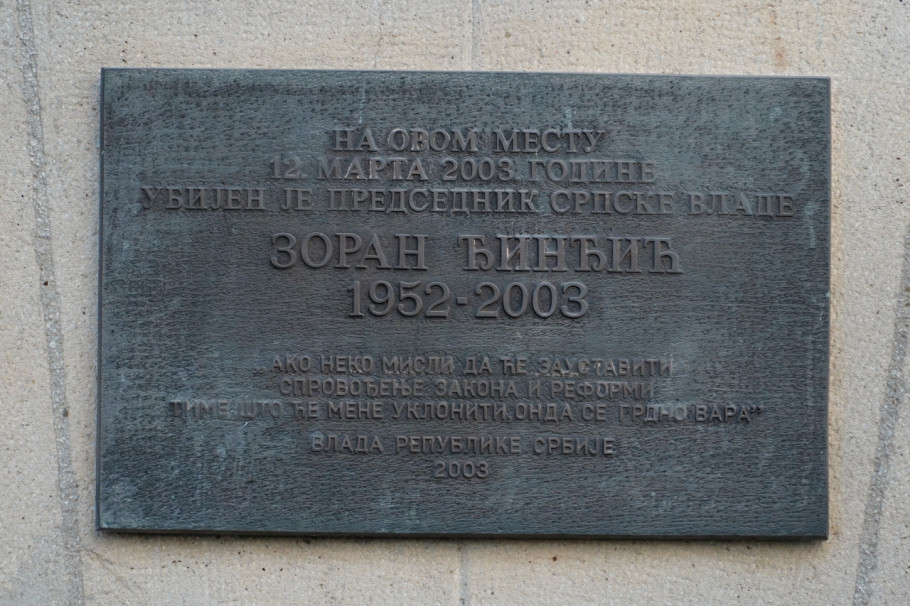 НА ОВОМ МЕСТУ
12. МАРТА 2003. ГОДИНЕ
УБИЈЕН ЈЕ ПРЕДСЕДНИК СРПСКЕ ВЛАДЕ
ЗОРАН ЂИНЂИЋ
1952-2003
„АКО НЕКО МИСЛИ ДА ЋЕ ЗАУСТАВИТИ
СПРОВОЂЕЊЕ ЗАКОНА И РЕФОРМИ
ТИМЕ ШТО ЋЕ МЕНЕ УКЛОНИТИ, ОНДА СЕ ГРДНО ВАРА”
ВЛАДА РЕПУБЛИКЕ СРБИЈЕ
2003